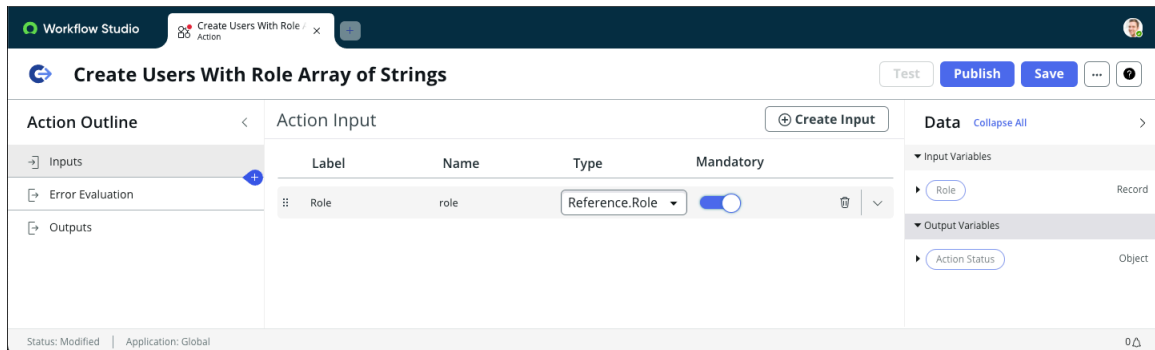 Workflow Studio
Create Users With Role
Action
Create Users With Role Array of Strings
Test
Publish
Save
Action Outline
Action Input
Create Input
Data
Collapse All
Inputs
Label
Name
Type
Mandatory
Input Variables
Error Evaluation
Role
role
Reference.Role
Role
Record
Outputs
Output Variables
Action Status
Object
Status: Modified
Application: Global
0